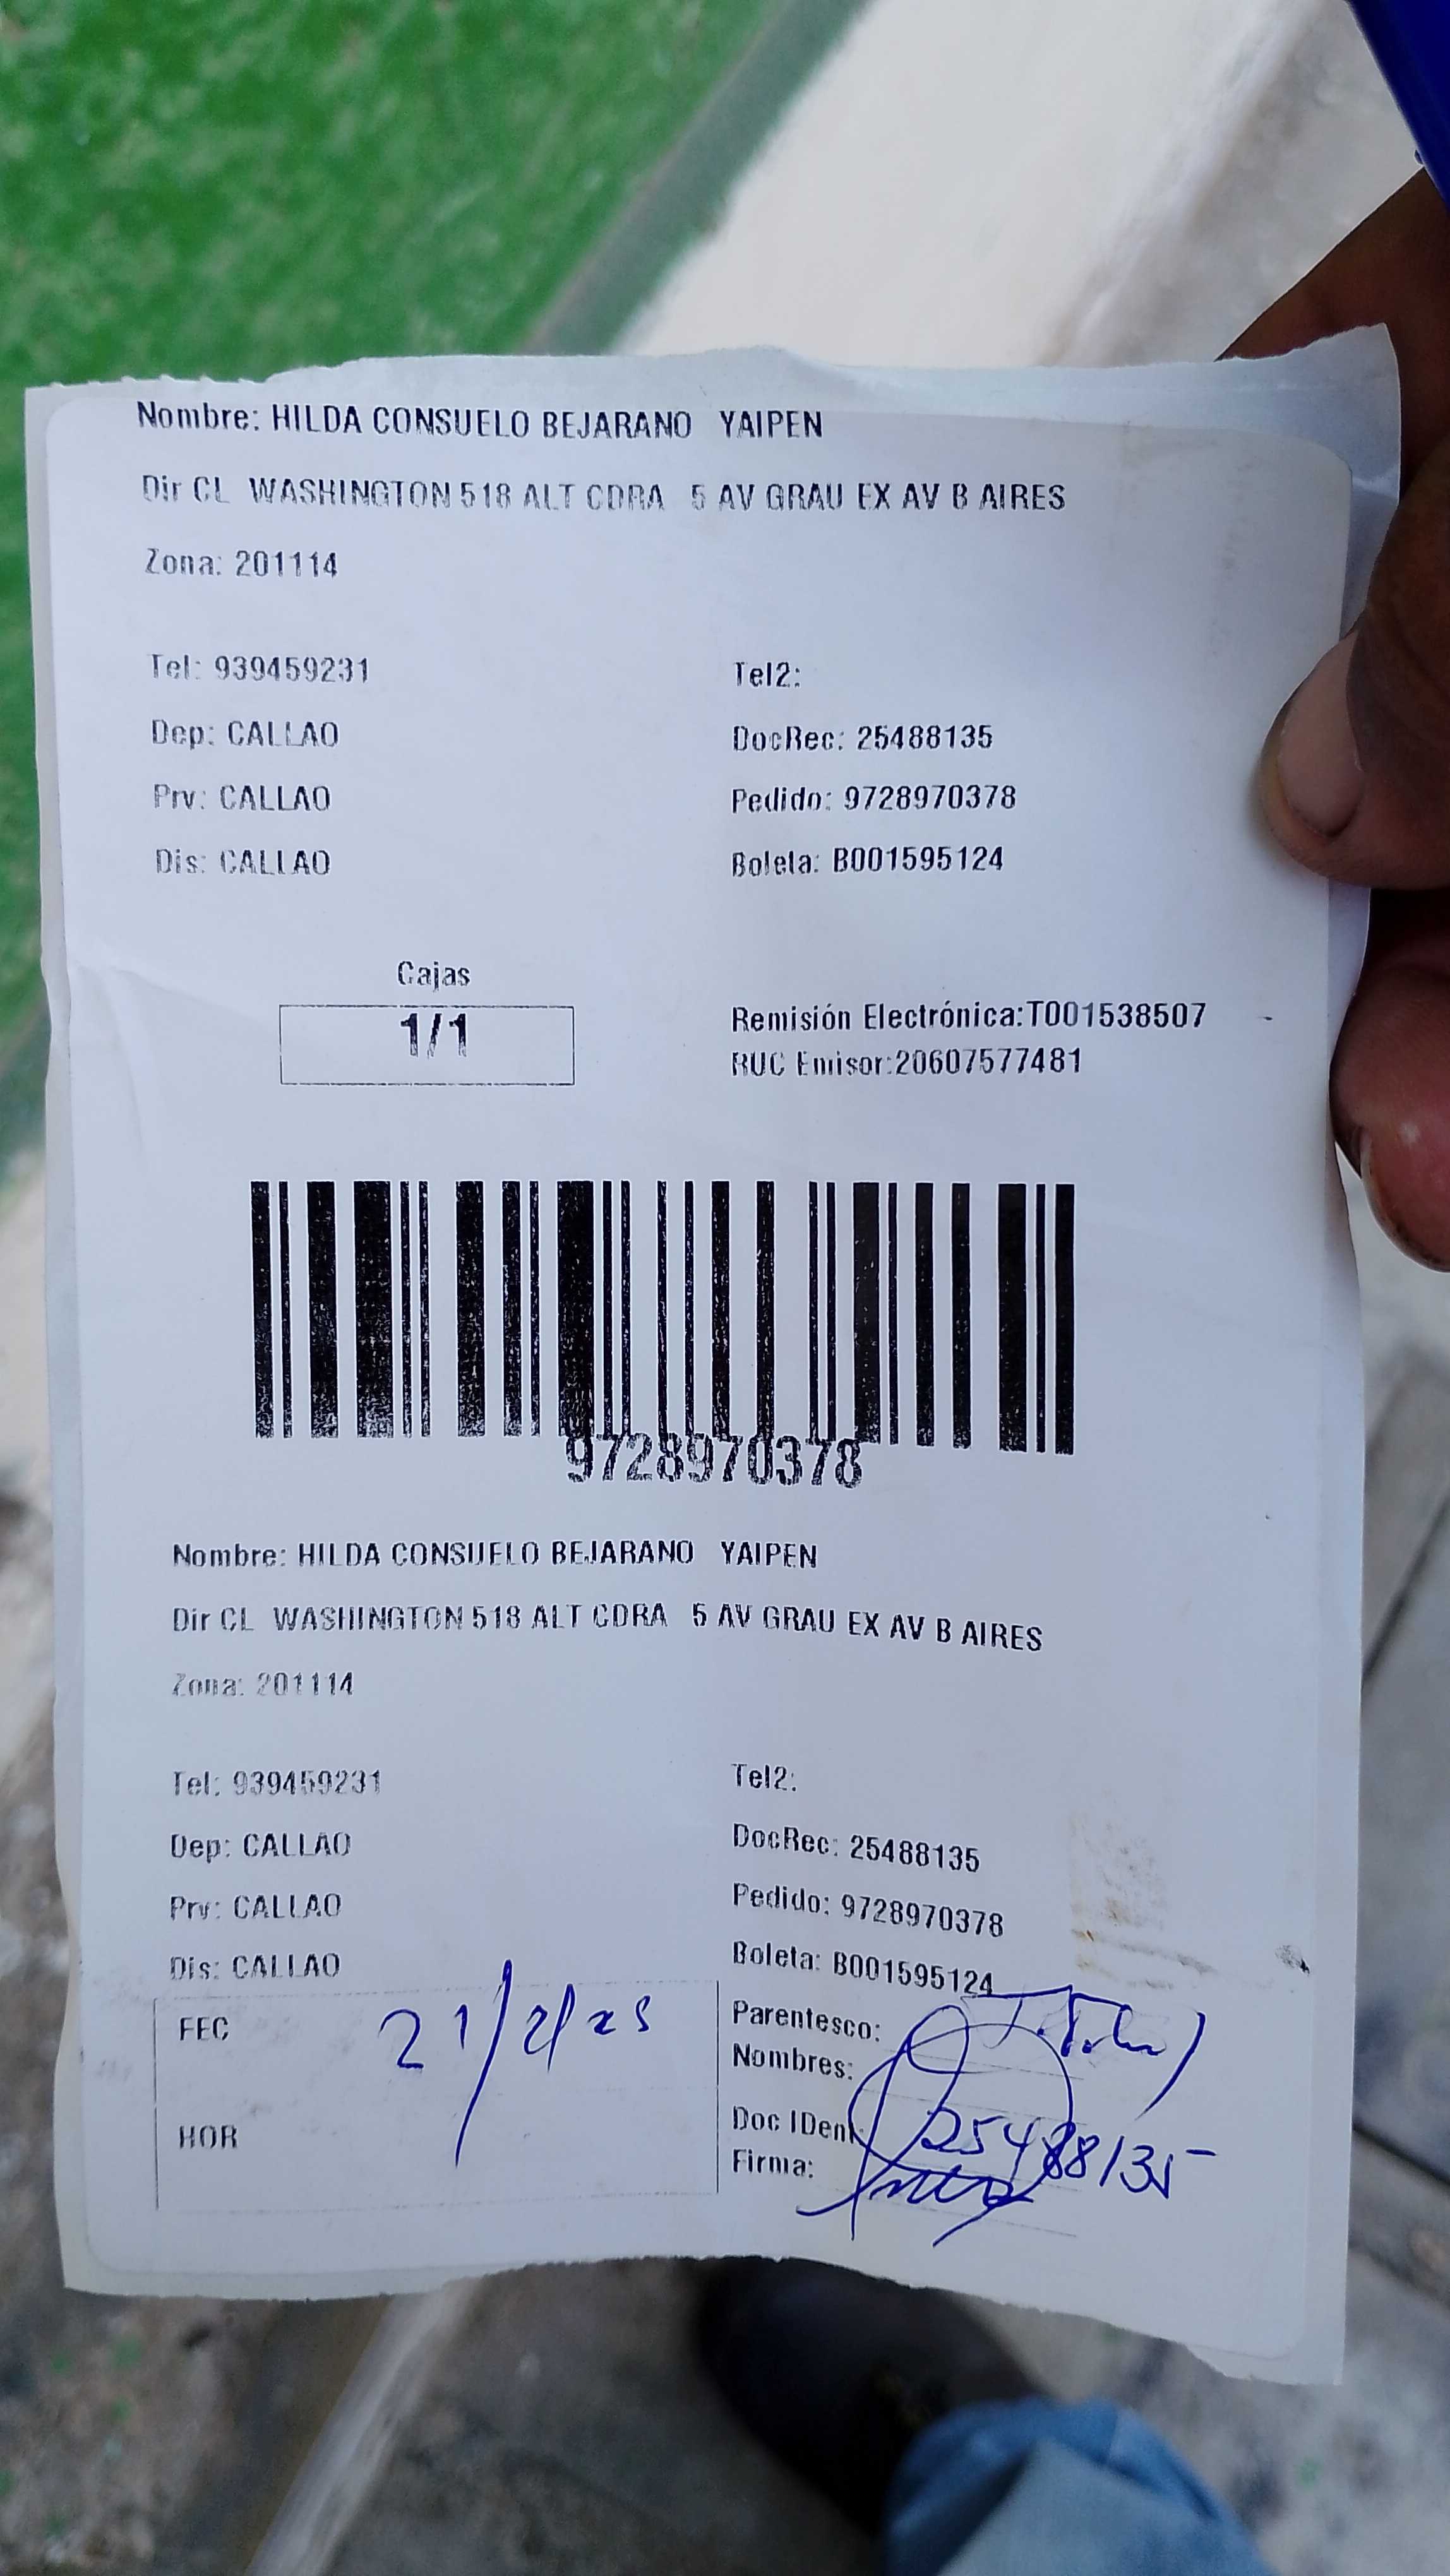 Nombre: HILDA CONSUELO BEJARANO YAIPEN
Dir CL WASHINGTON 518 ALT CDRA 5 AV GRAU EX AV B AIRES
Zona: 201114
Tel: 939459231 Tel2:
Dep: CALLAO DocRec: 25488135
Prv: CALLAO Pedido: 9728970378
Dis: CALLAO Boleta: B001595124
Cajas
1/1
Remisión Electrónica:T001538507
RUC Emisor:20607577481
9728970378
Nombre: HILDA CONSUELO BEJARANO YAIPEN
Dir CL WASHINGTON 518 ALT CDRA 5 AV GRAU EX AV B AIRES
Zona: 201114
Tel: 939459231 Tel2:
Dep: CALLAO DocRec: 25488135
Prv: CALLAO Pedido: 9728970378
Dis: CALLAO Boleta: B001595124
FEC 21/2/25
HOR
Parentesco:
Nombres:
Doc IDent 25488135
Firma: